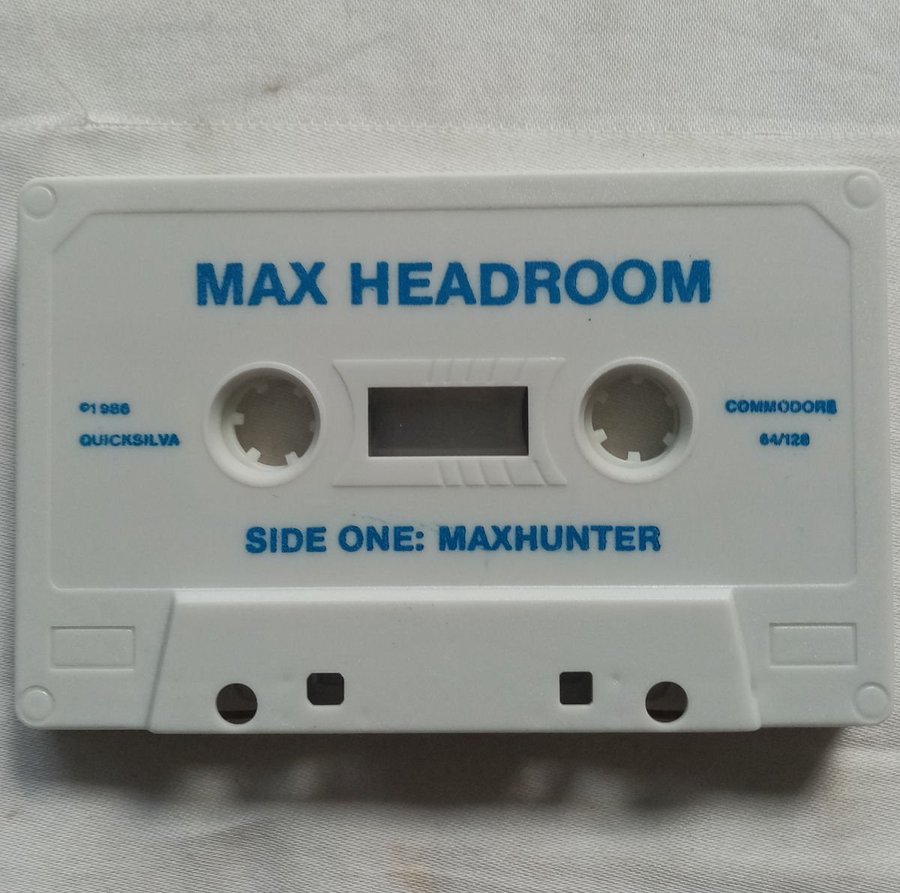 MAX HEADROOM
©1986
QUICKSILVA
COMMODORE
64/128
SIDE ONE: MAXHUNTER